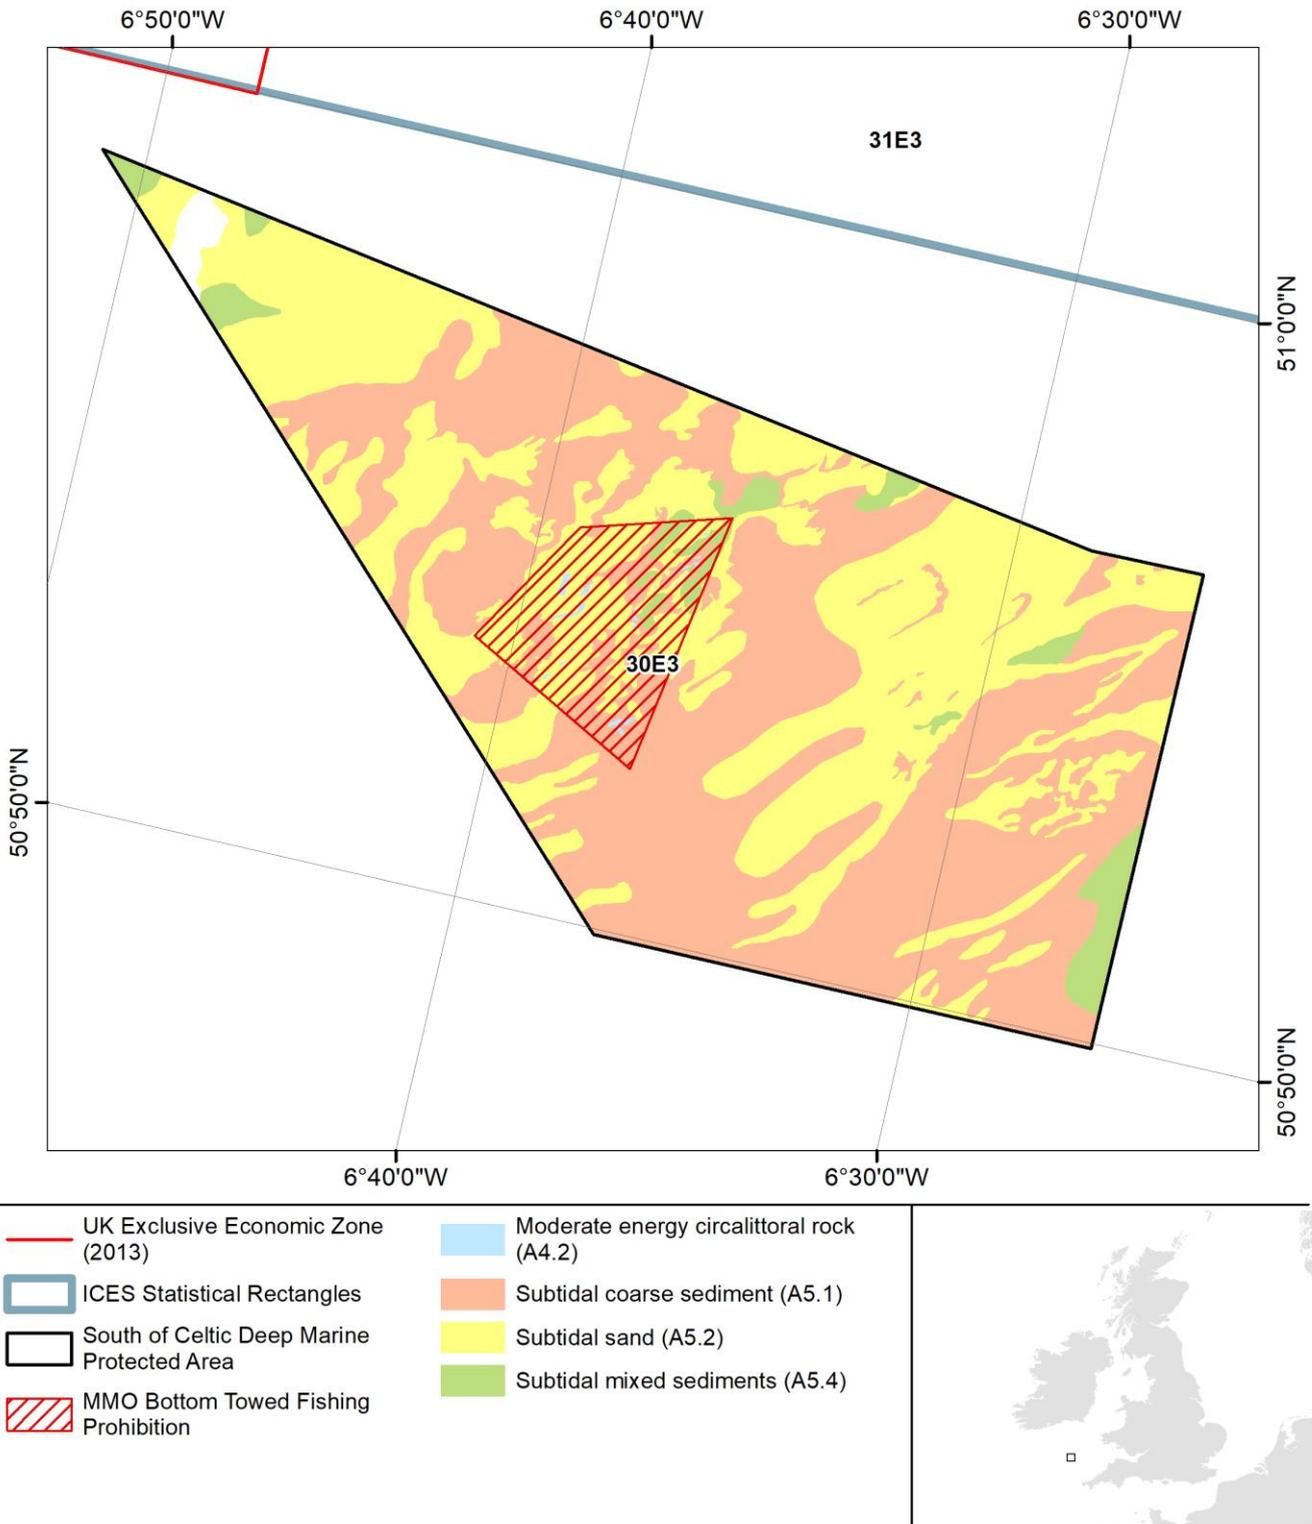 6°50'0"W
6°40'0"W
6°30'0"W
31E3
51°0'0"N
30E3
50°50'0"N
50°50'0"N
6°40'0"W
6°30'0"W
UK Exclusive Economic Zone
(2013)
ICES Statistical Rectangles
South of Celtic Deep Marine
Protected Area
MMO Bottom Towed Fishing
Prohibition
Moderate energy circalittoral rock
(A4.2)
Subtidal coarse sediment (A5.1)
Subtidal sand (A5.2)
Subtidal mixed sediments (A5.4)